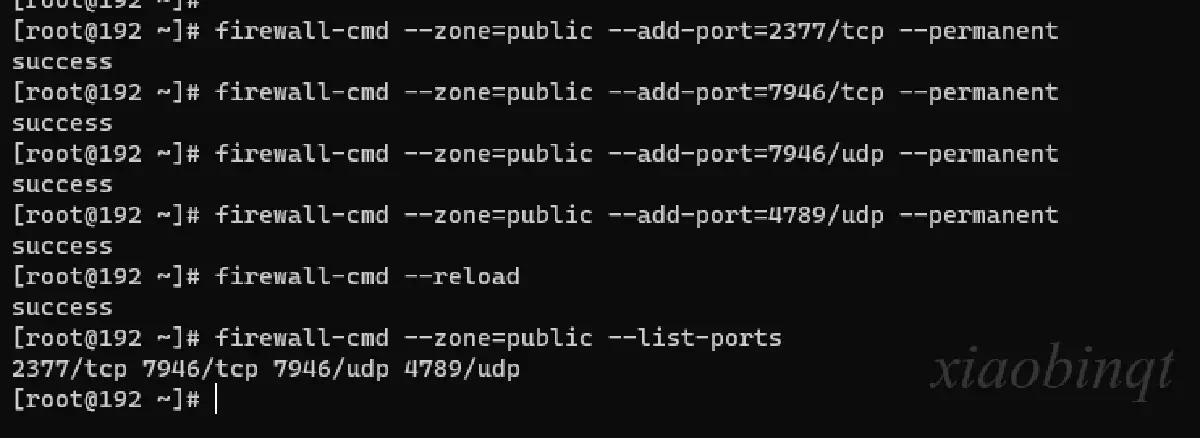 [root@192 ~]#
[root@192 ~]# firewall-cmd --zone=public --add-port=2377/tcp --permanent
success
[root@192 ~]# firewall-cmd --zone=public --add-port=7946/tcp --permanent
success
[root@192 ~]# firewall-cmd --zone=public --add-port=7946/udp --permanent
success
[root@192 ~]# firewall-cmd --zone=public --add-port=4789/udp --permanent
success
[root@192 ~]# firewall-cmd --reload
success
[root@192 ~]# firewall-cmd --zone=public --list-ports
2377/tcp 7946/tcp 7946/udp 4789/udp
[root@192 ~]#
xiaobinqt